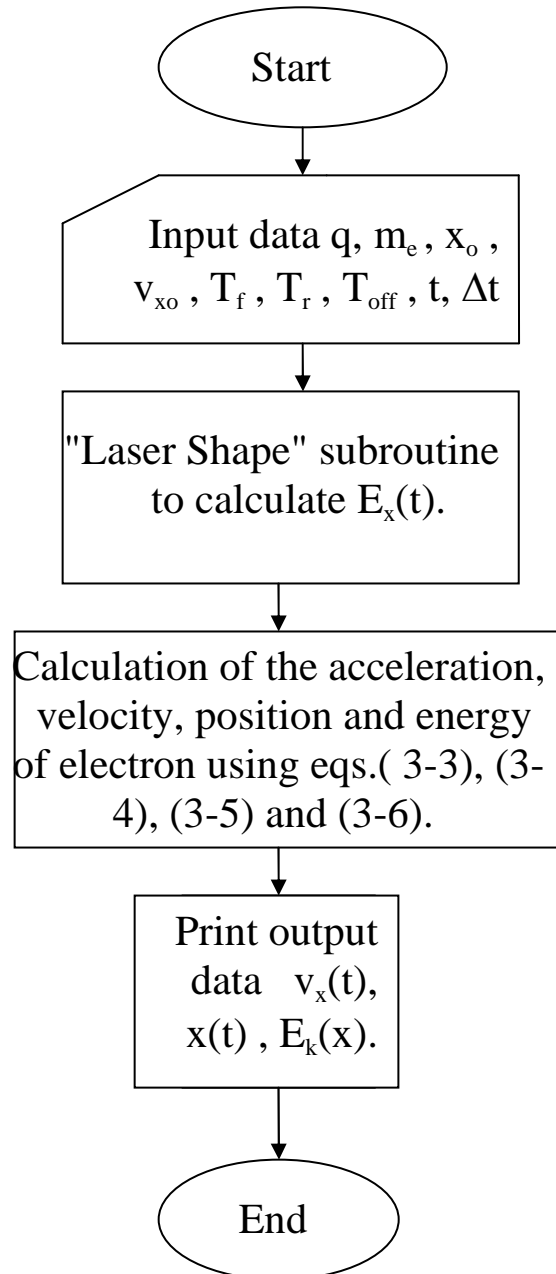 Start
Input data q, mₑ , xₒ ,
vₓₒ , T_f , T_r , T_off , t, Δt
"Laser Shape" subroutine
to calculate Eₓ(t).
Calculation of the acceleration,
velocity, position and energy
of electron using eqs.( 3-3), (3-
4), (3-5) and (3-6).
Print output
data vₓ(t),
x(t) , Eₖ(x).
End